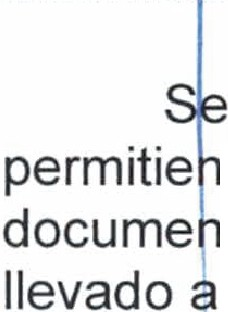 Se
permitien
documen
llevado a